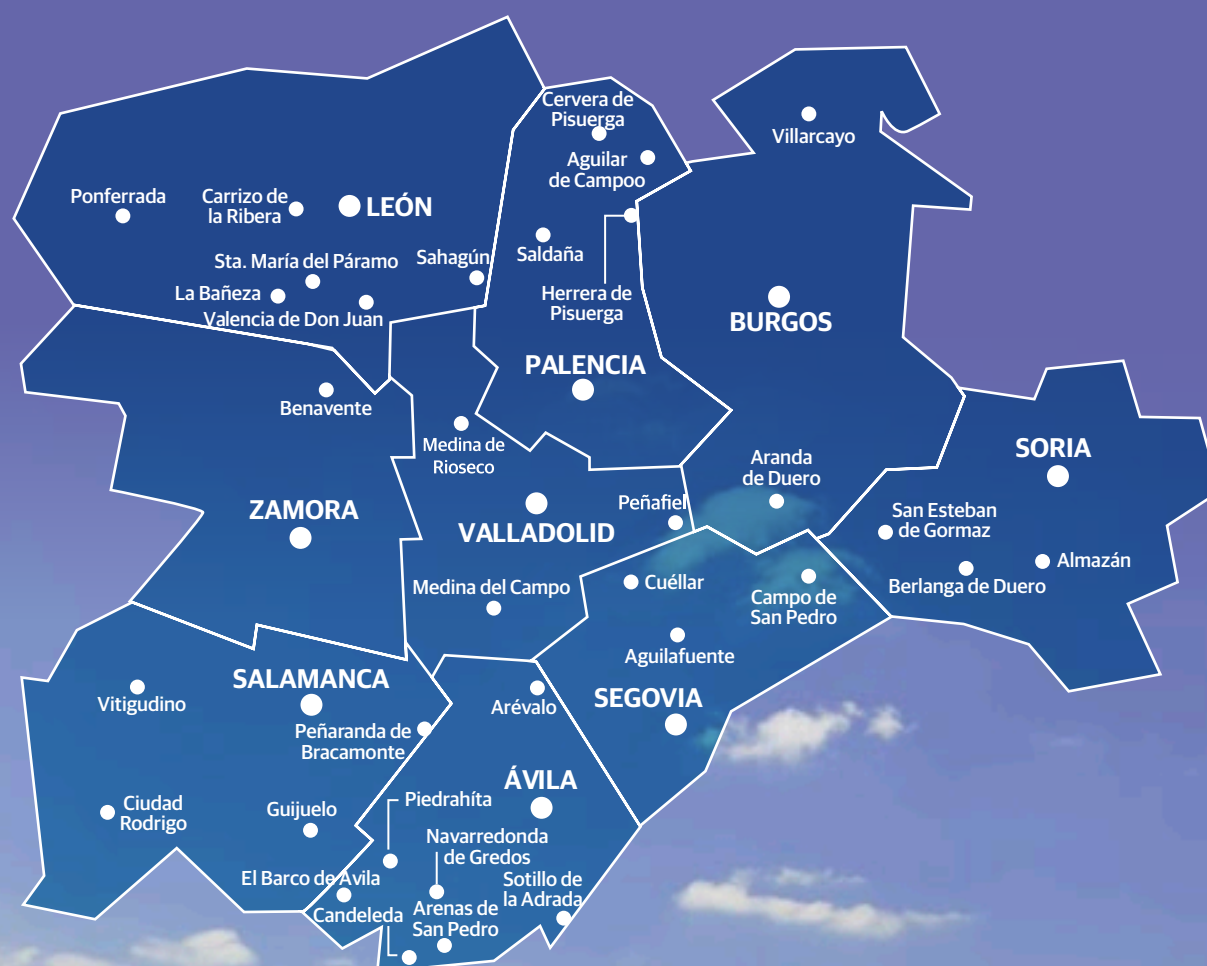 Cervera de
Pisuerga
Villarcayo
Aguilar
de Campoo
Ponferrada
Carrizo de
la Ribera
LEÓN
Saldaña
Sta. María del Páramo
Sahagún
La Bañeza
Valencia de Don Juan
Herrera de
Pisuerga
BURGOS
PALENCIA
Benavente
Medina de
Rioseco
Aranda
de Duero
SORIA
ZAMORA
VALLADOLID
Peñafiel
San Esteban
de Gormaz
Almazán
Berlanga de Duero
Medina del Campo
Cuéllar
Campo de
San Pedro
Aguilafuente
SALAMANCA
Vitigudino
Peñaranda de
Bracamonte
Arévalo
SEGOVIA
ÁVILA
Ciudad
Rodrigo
Guijuelo
Piedrahíta
Navarredonda
de Gredos
El Barco de Avila
Sotillo de
la Adrada
Candeleda
Arenas de
San Pedro